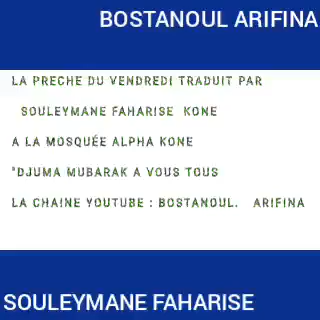 BOSTANOUL ARIFINA
LA PRECHE DU VENDREDI TRADUIT PAR
SOULEYMANE FAHARISE KONE
A LA MOSQUÉE ALPHA KONE
"DJUMA MUBARAK A VOUS TOUS
LA CHAINE YOUTUBE : BOSTANOUL. ARIFINA
SOULEYMANE FAHARISE